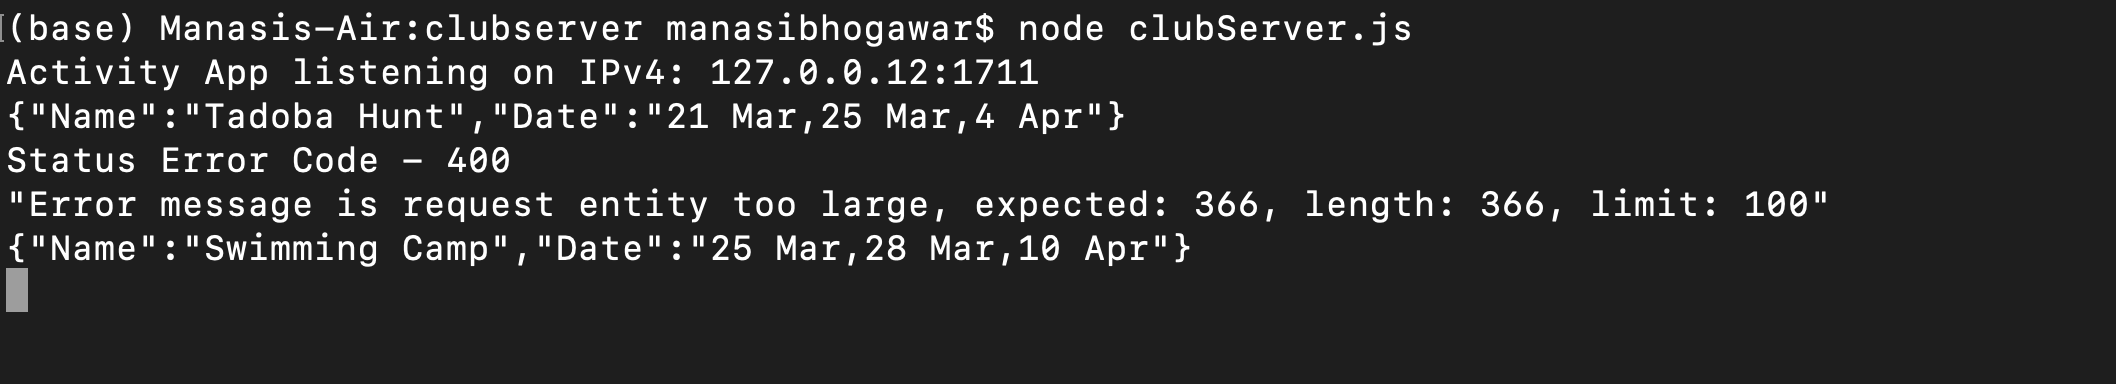 (base) Manasis-Air:clubserver manasibhogawar$ node clubServer.js
Activity App listening on IPv4: 127.0.0.12:1711
{"Name":"Tadoba Hunt","Date":"21 Mar,25 Mar,4 Apr"}
Status Error Code - 400
"Error message is request entity too large, expected: 366, length: 366, limit: 100"
{"Name":"Swimming Camp","Date":"25 Mar,28 Mar,10 Apr"}